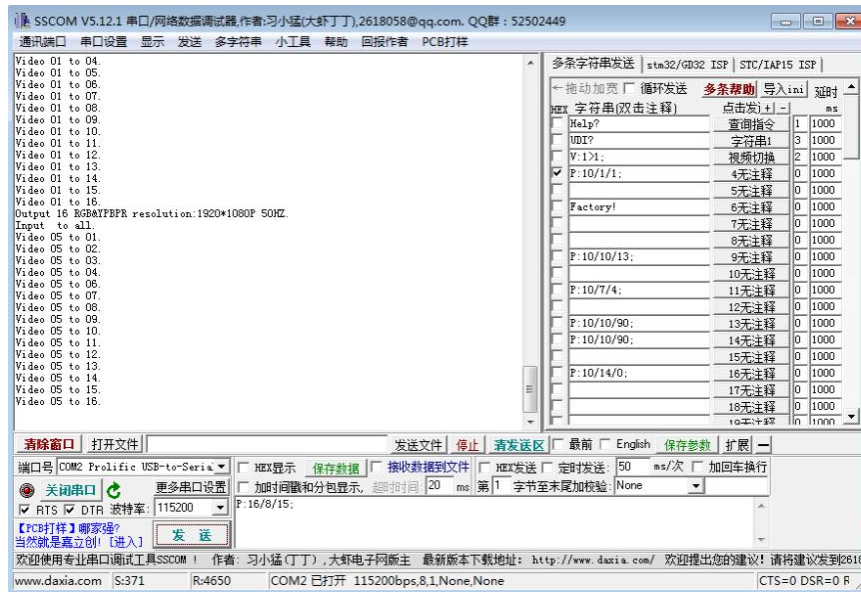 SSCOM V5.12.1 串口/网络数据调试器,作者:习小猛(大虾丁丁),2618058@qq.com. QQ群：52502449
通讯端口 串口设置 显示 发送 多字符串 小工具 帮助 回报作者 PCB打样
Video 01 to 04.
Video 01 to 05.
Video 01 to 06.
Video 01 to 07.
Video 01 to 08.
Video 01 to 09.
Video 01 to 10.
Video 01 to 11.
Video 01 to 12.
Video 01 to 13.
Video 01 to 14.
Video 01 to 15.
Video 01 to 16.
Output 16 RGB&YPBPR resolution:1920*1080P 50HZ.
Input to all.
Video 05 to 01.
Video 05 to 02.
Video 05 to 03.
Video 05 to 04.
Video 05 to 06.
Video 05 to 07.
Video 05 to 08.
Video 05 to 09.
Video 05 to 10.
Video 05 to 11.
Video 05 to 12.
Video 05 to 13.
Video 05 to 14.
Video 05 to 15.
Video 05 to 16.
多条字符串发送 stm32/GD32 ISP STC/IAP15 ISP
←拖动加宽 循环发送 多条帮助 导入ini 延时
HEX 字符串(双击注释) 点击发 + - ms
Help? 查询指令 1 1000
UDI? 字符串1 3 1000
V:1>1; 视频切换 2 1000
P:10/1/1; 4无注释 0 1000
5无注释 0 1000
Factory! 6无注释 0 1000
7无注释 0 1000
8无注释 0 1000
P:10/10/13; 9无注释 0 1000
10无注释 0 1000
P:10/7/4; 11无注释 0 1000
12无注释 0 1000
P:10/10/90; 13无注释 0 1000
P:10/10/90; 14无注释 0 1000
15无注释 0 1000
P:10/14/0; 16无注释 0 1000
17无注释 0 1000
18无注释 0 1000
19无注释 0 1000
清除窗口 打开文件 发送文件 停止 清发送区 最前 English 保存参数 扩展 —
端口号 COM2 Prolific USB-to-Seria HEX显示 保存数据 接收数据到文件 HEX发送 定时发送: 50 ms/次 加回车换行
关闭串口 更多串口设置 加时间戳和分包显示, 超时时间: 20 ms 第 1 字节 至 末尾 加校验: None
RTS DTR 波特率: 115200 P:16/8/15;
【PCB打样】哪家强?
当然就是嘉立创! [进入] 发 送
欢迎使用专业串口调试工具SSCOM ! 作者: 习小猛(丁丁),大虾电子网版主 最新版本下载地址: http://www.daxia.com/ 欢迎提出您的建议! 请将建议发到2618
www.daxia.com S:371 R:4650 COM2 已打开 115200bps,8,1,None,None CTS=0 DSR=0 R